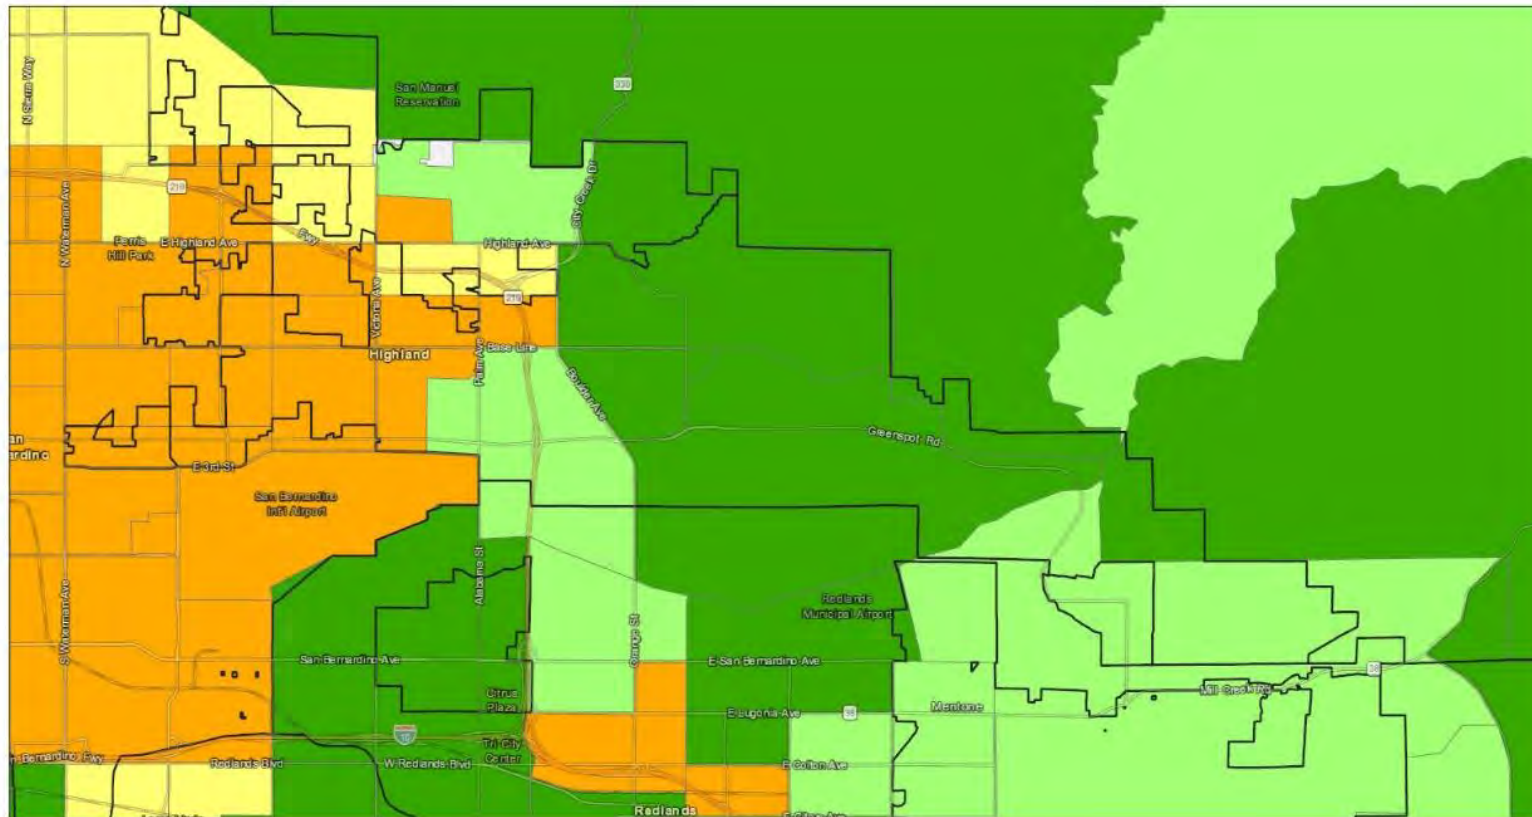 N Sierra Way
San Manuel
Reservation
330
N Waterman Ave
210
City Creek Dr
Perris
Hill Park
E Highland Ave
Fwy
Highland Ave
Victoria Ave
210
Highland
Palm Ave
Base Line
Boulder Ave
Greenspot Rd
an
ardino
E 3rd St
San Bernardino
Int'l Airport
Alabama St
S Waterman Ave
Redlands
Municipal Airport
Orange St
San Bernardino Ave
E San Bernardino Ave
38
Citrus
Plaza
Mill Creek Rd
E Lugonia Ave
38
Mentone
10
Tri City
Center
n Bernardino Fwy
Redlands Blvd
W Redlands Blvd
E Colton Ave
Redlands